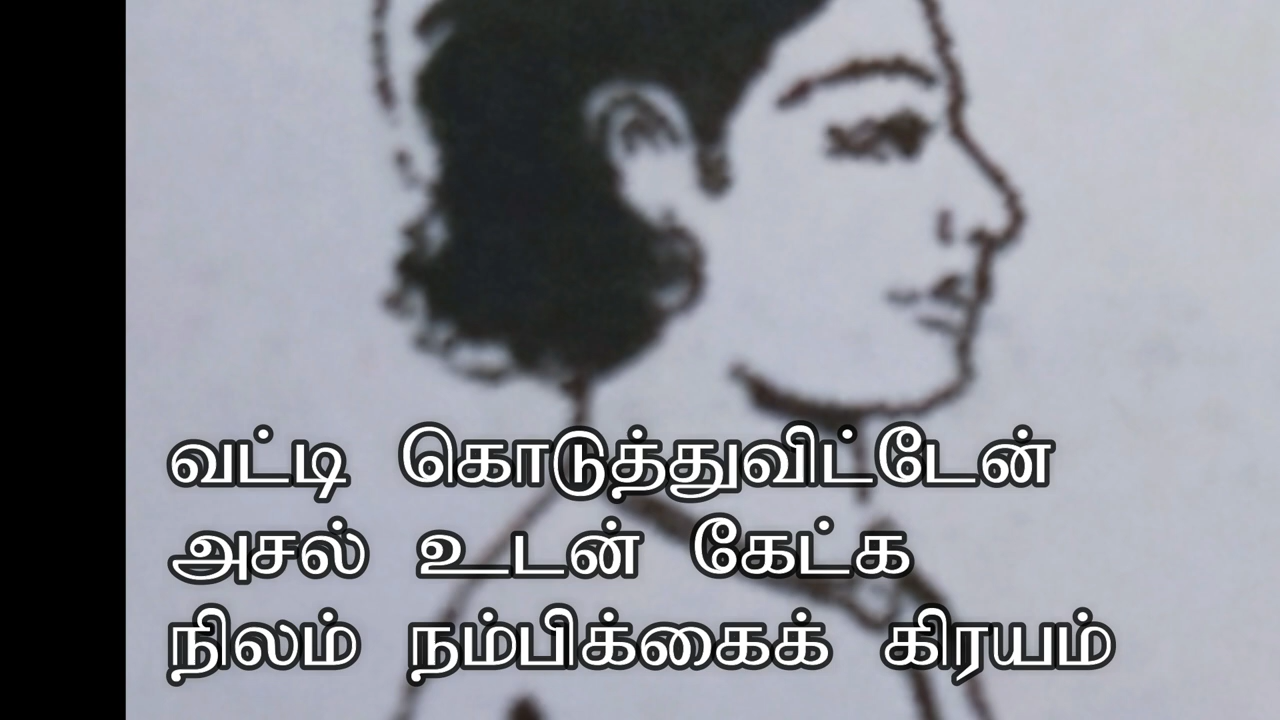 வட்டி கொடுத்துவிட்டேன்
அசல் உடன் கேட்க
நிலம் நம்பிக்கைக் கிரயம்